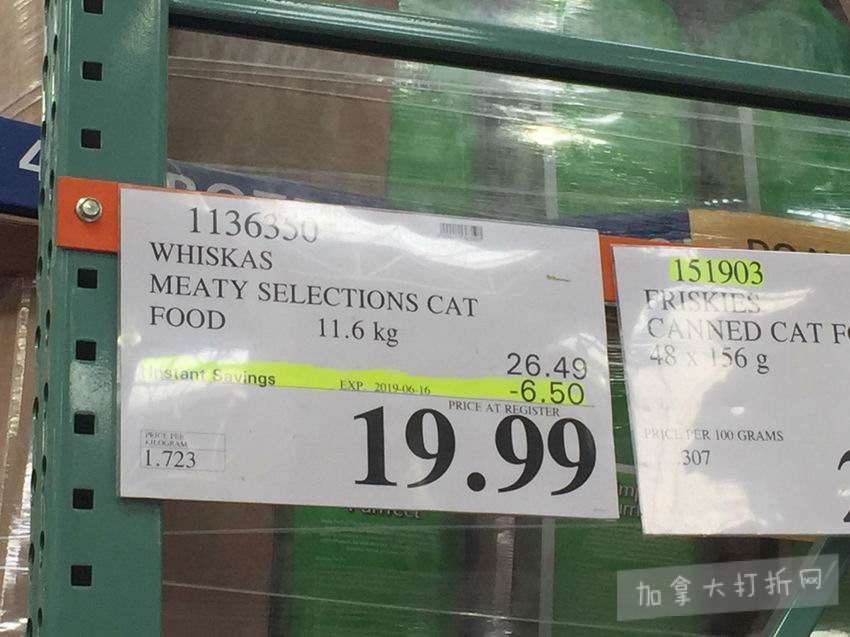 1136350
WHISKAS
MEATY SELECTIONS CAT
FOOD 11.6 kg
26.49
Instant Savings EXP. 2019-06-16 -6.50
PRICE AT REGISTER
19.99
PRICE PER
KILOGRAM
1.723
151903
FRISKIES
CANNED CAT
48 x 156 g
PRICE PER 100 GRAMS
.307
加拿大打折网